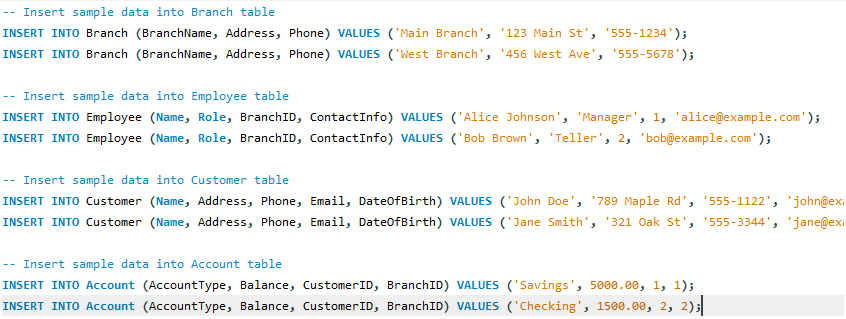 -- Insert sample data into Branch table
INSERT INTO Branch (BranchName, Address, Phone) VALUES ('Main Branch', '123 Main St', '555-1234');
INSERT INTO Branch (BranchName, Address, Phone) VALUES ('West Branch', '456 West Ave', '555-5678');
-- Insert sample data into Employee table
INSERT INTO Employee (Name, Role, BranchID, ContactInfo) VALUES ('Alice Johnson', 'Manager', 1, 'alice@example.com');
INSERT INTO Employee (Name, Role, BranchID, ContactInfo) VALUES ('Bob Brown', 'Teller', 2, 'bob@example.com');
-- Insert sample data into Customer table
INSERT INTO Customer (Name, Address, Phone, Email, DateOfBirth) VALUES ('John Doe', '789 Maple Rd', '555-1122', 'john@exa
INSERT INTO Customer (Name, Address, Phone, Email, DateOfBirth) VALUES ('Jane Smith', '321 Oak St', '555-3344', 'jane@exa
-- Insert sample data into Account table
INSERT INTO Account (AccountType, Balance, CustomerID, BranchID) VALUES ('Savings', 5000.00, 1, 1);
INSERT INTO Account (AccountType, Balance, CustomerID, BranchID) VALUES ('Checking', 1500.00, 2, 2);